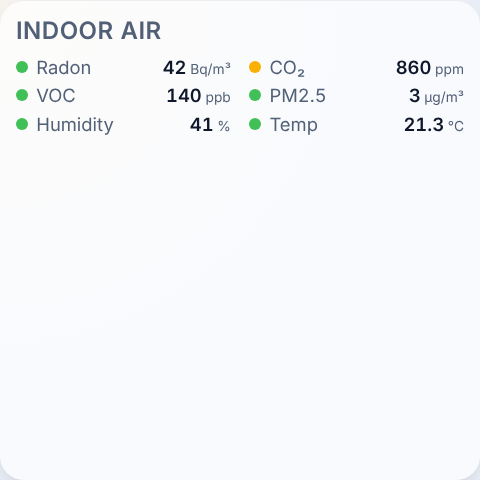 INDOOR AIR
Radon 42 Bq/m³ CO₂ 860 ppm
VOC 140 ppb PM2.5 3 µg/m³
Humidity 41 % Temp 21.3 °C